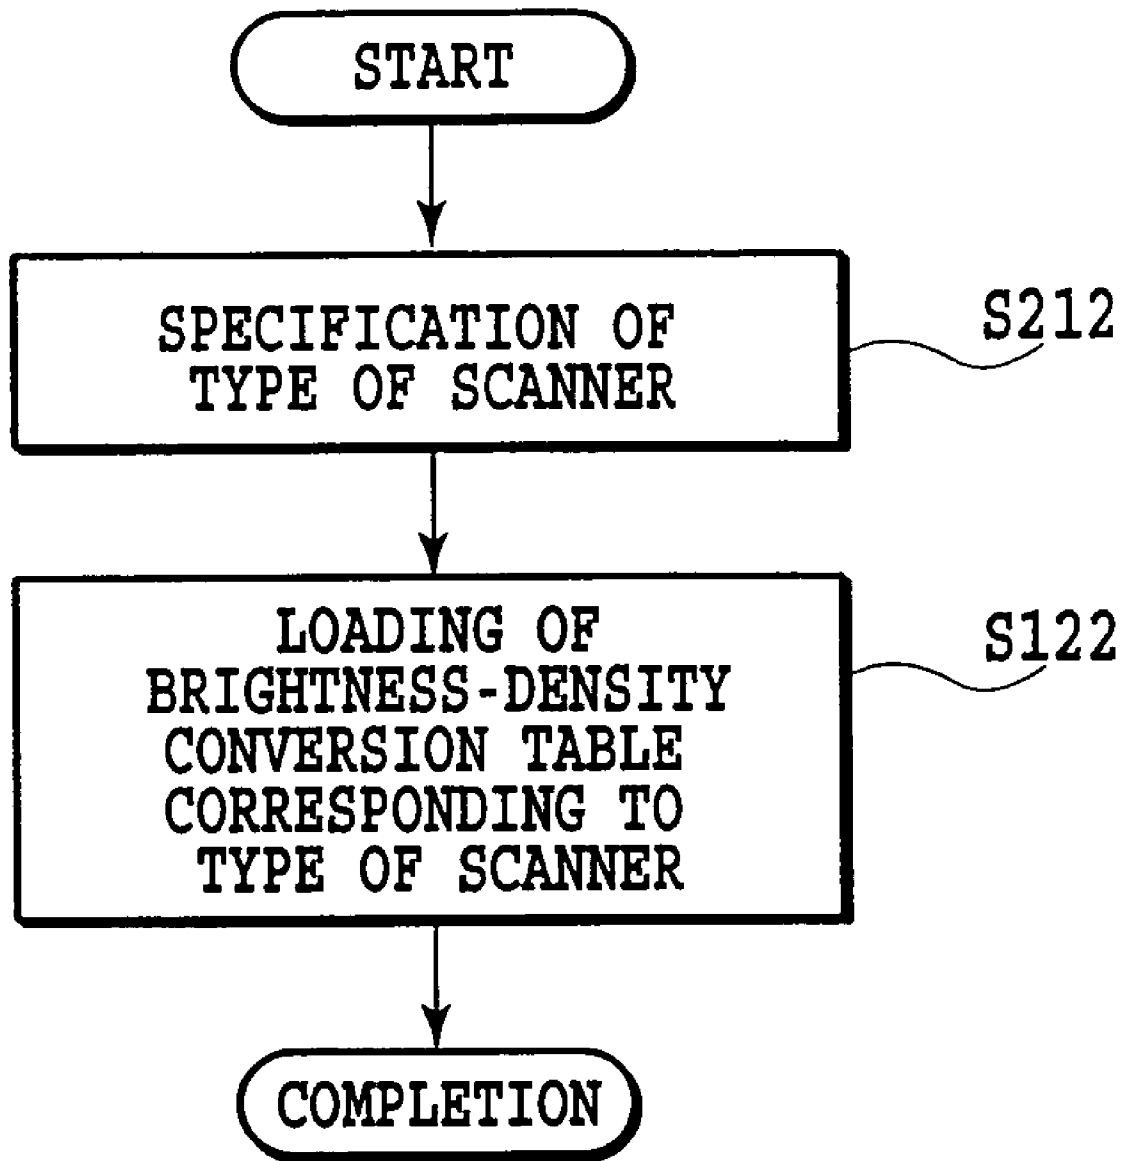 START
SPECIFICATION OF
TYPE OF SCANNER
S212
LOADING OF
BRIGHTNESS-DENSITY
CONVERSION TABLE
CORRESPONDING TO
TYPE OF SCANNER
S122
COMPLETION